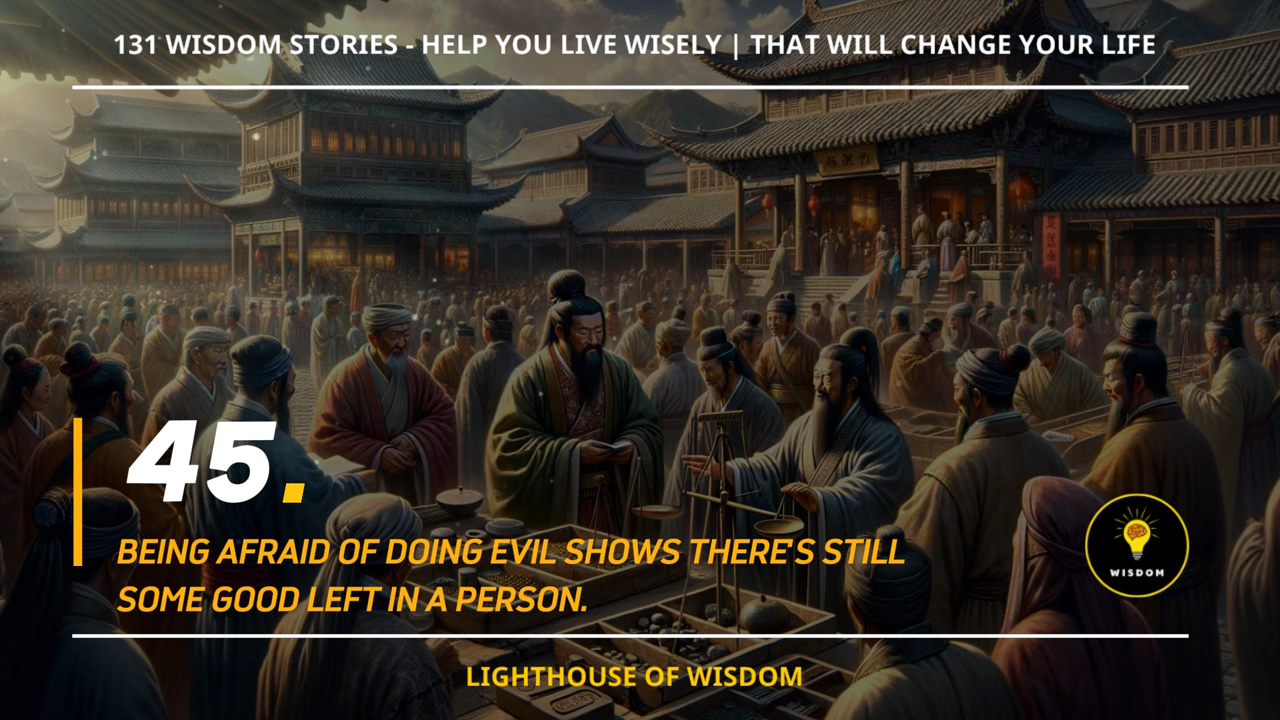 131 WISDOM STORIES - HELP YOU LIVE WISELY | THAT WILL CHANGE YOUR LIFE
45.
BEING AFRAID OF DOING EVIL SHOWS THERE'S STILL
SOME GOOD LEFT IN A PERSON.
WISDOM
LIGHTHOUSE OF WISDOM